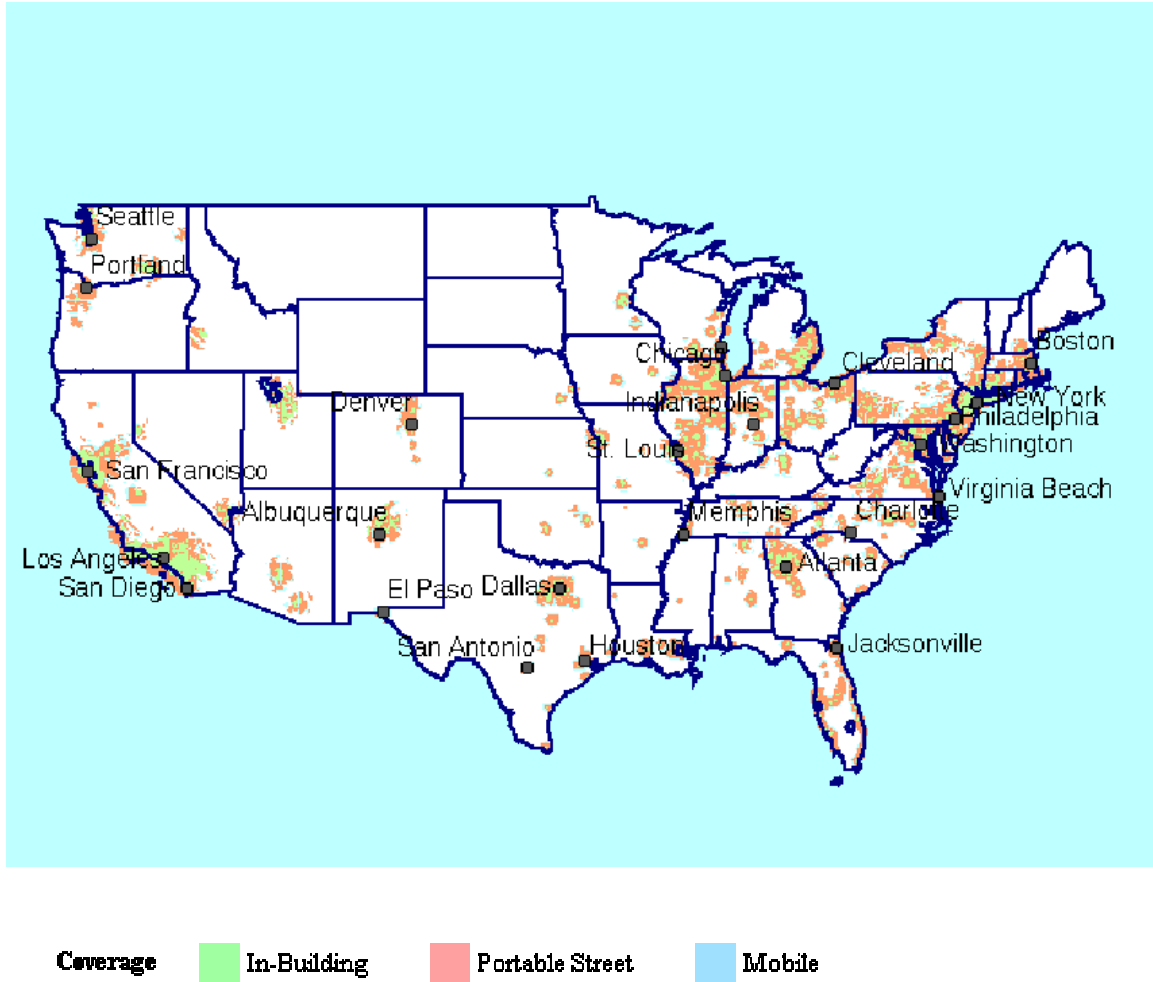 Seattle
Portland
Boston
Chicago
Cleveland
Denver
Indianapolis
New York
Philadelphia
St. Louis
Washington
San Francisco
Virginia Beach
Albuquerque
Memphis
Charlotte
Los Angeles
Atlanta
San Diego
El Paso
Dallas
San Antonio
Houston
Jacksonville
Coverage In-Building Portable Street Mobile